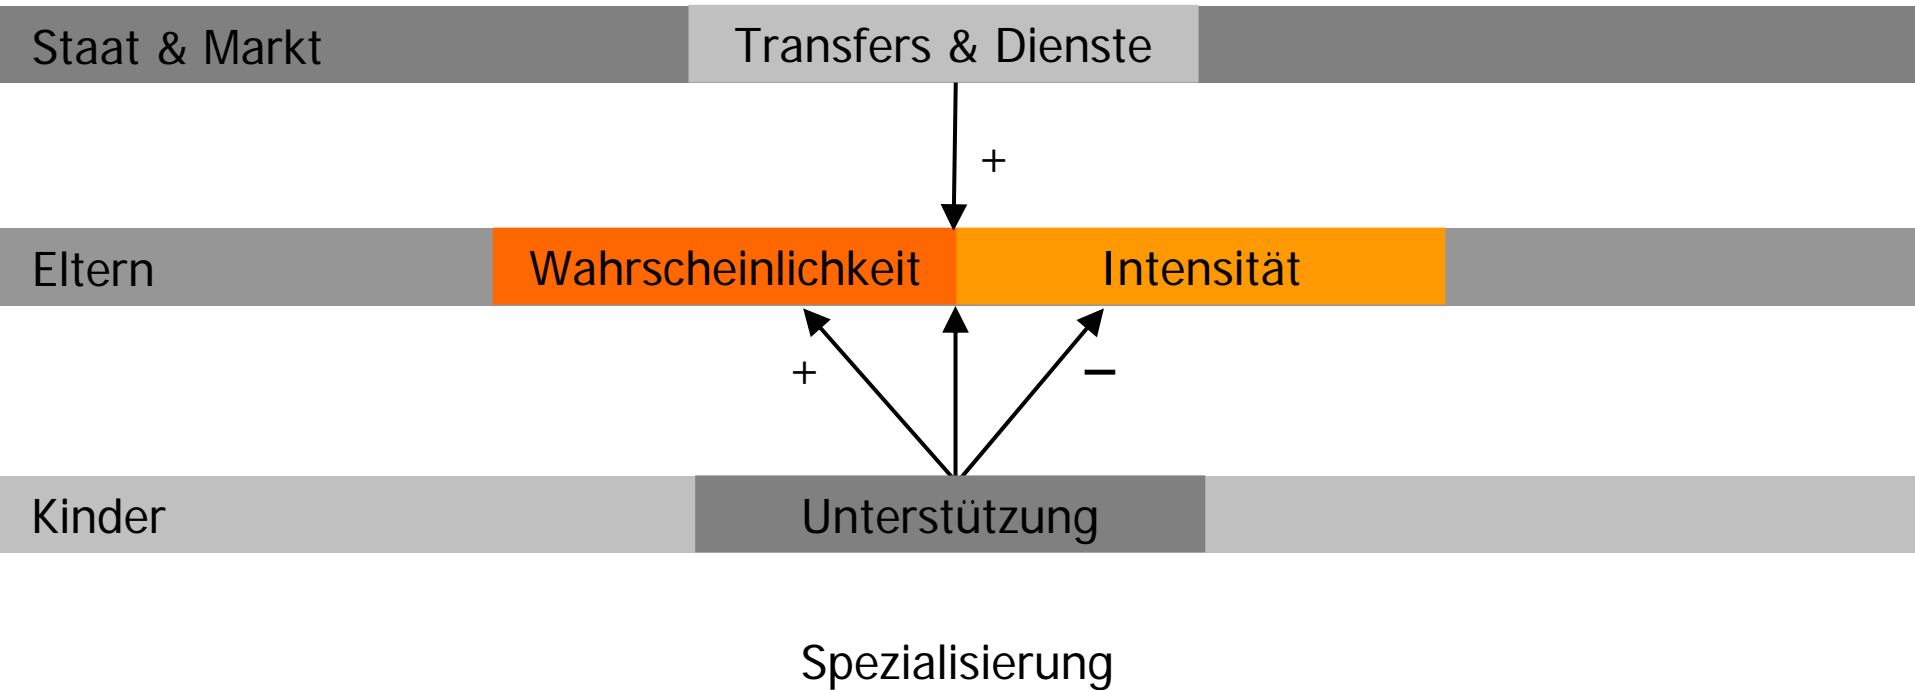 Staat & Markt
Transfers & Dienste
+
Eltern
Wahrscheinlichkeit
Intensität
+
–
Kinder
Unterstützung
Spezialisierung